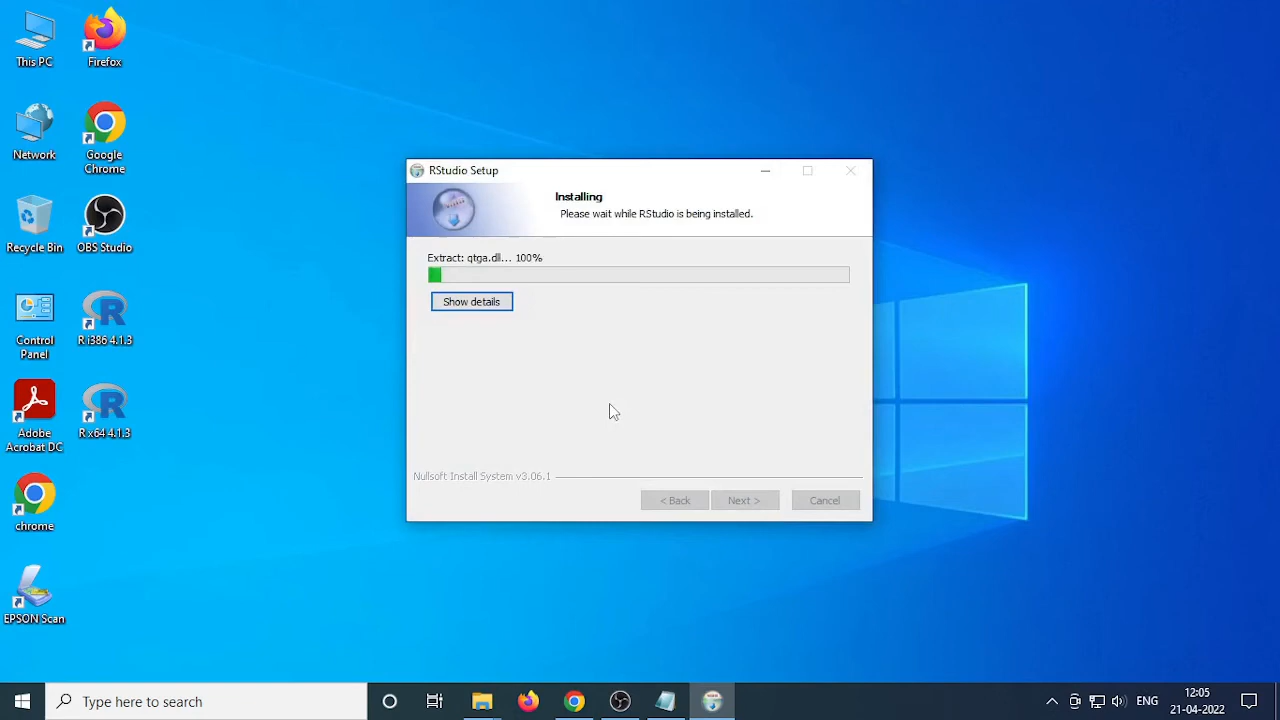 This PC
Firefox
Network
Google
Chrome
Recycle Bin
OBS Studio
Control
Panel
R i386 4.1.3
Adobe
Acrobat DC
R x64 4.1.3
chrome
EPSON Scan
RStudio Setup
Installing
Please wait while RStudio is being installed.
Extract: qtga.dll... 100%
Show details
Nullsoft Install System v3.06.1
< Back
Next >
Cancel
Type here to search
ENG
12:05
21-04-2022